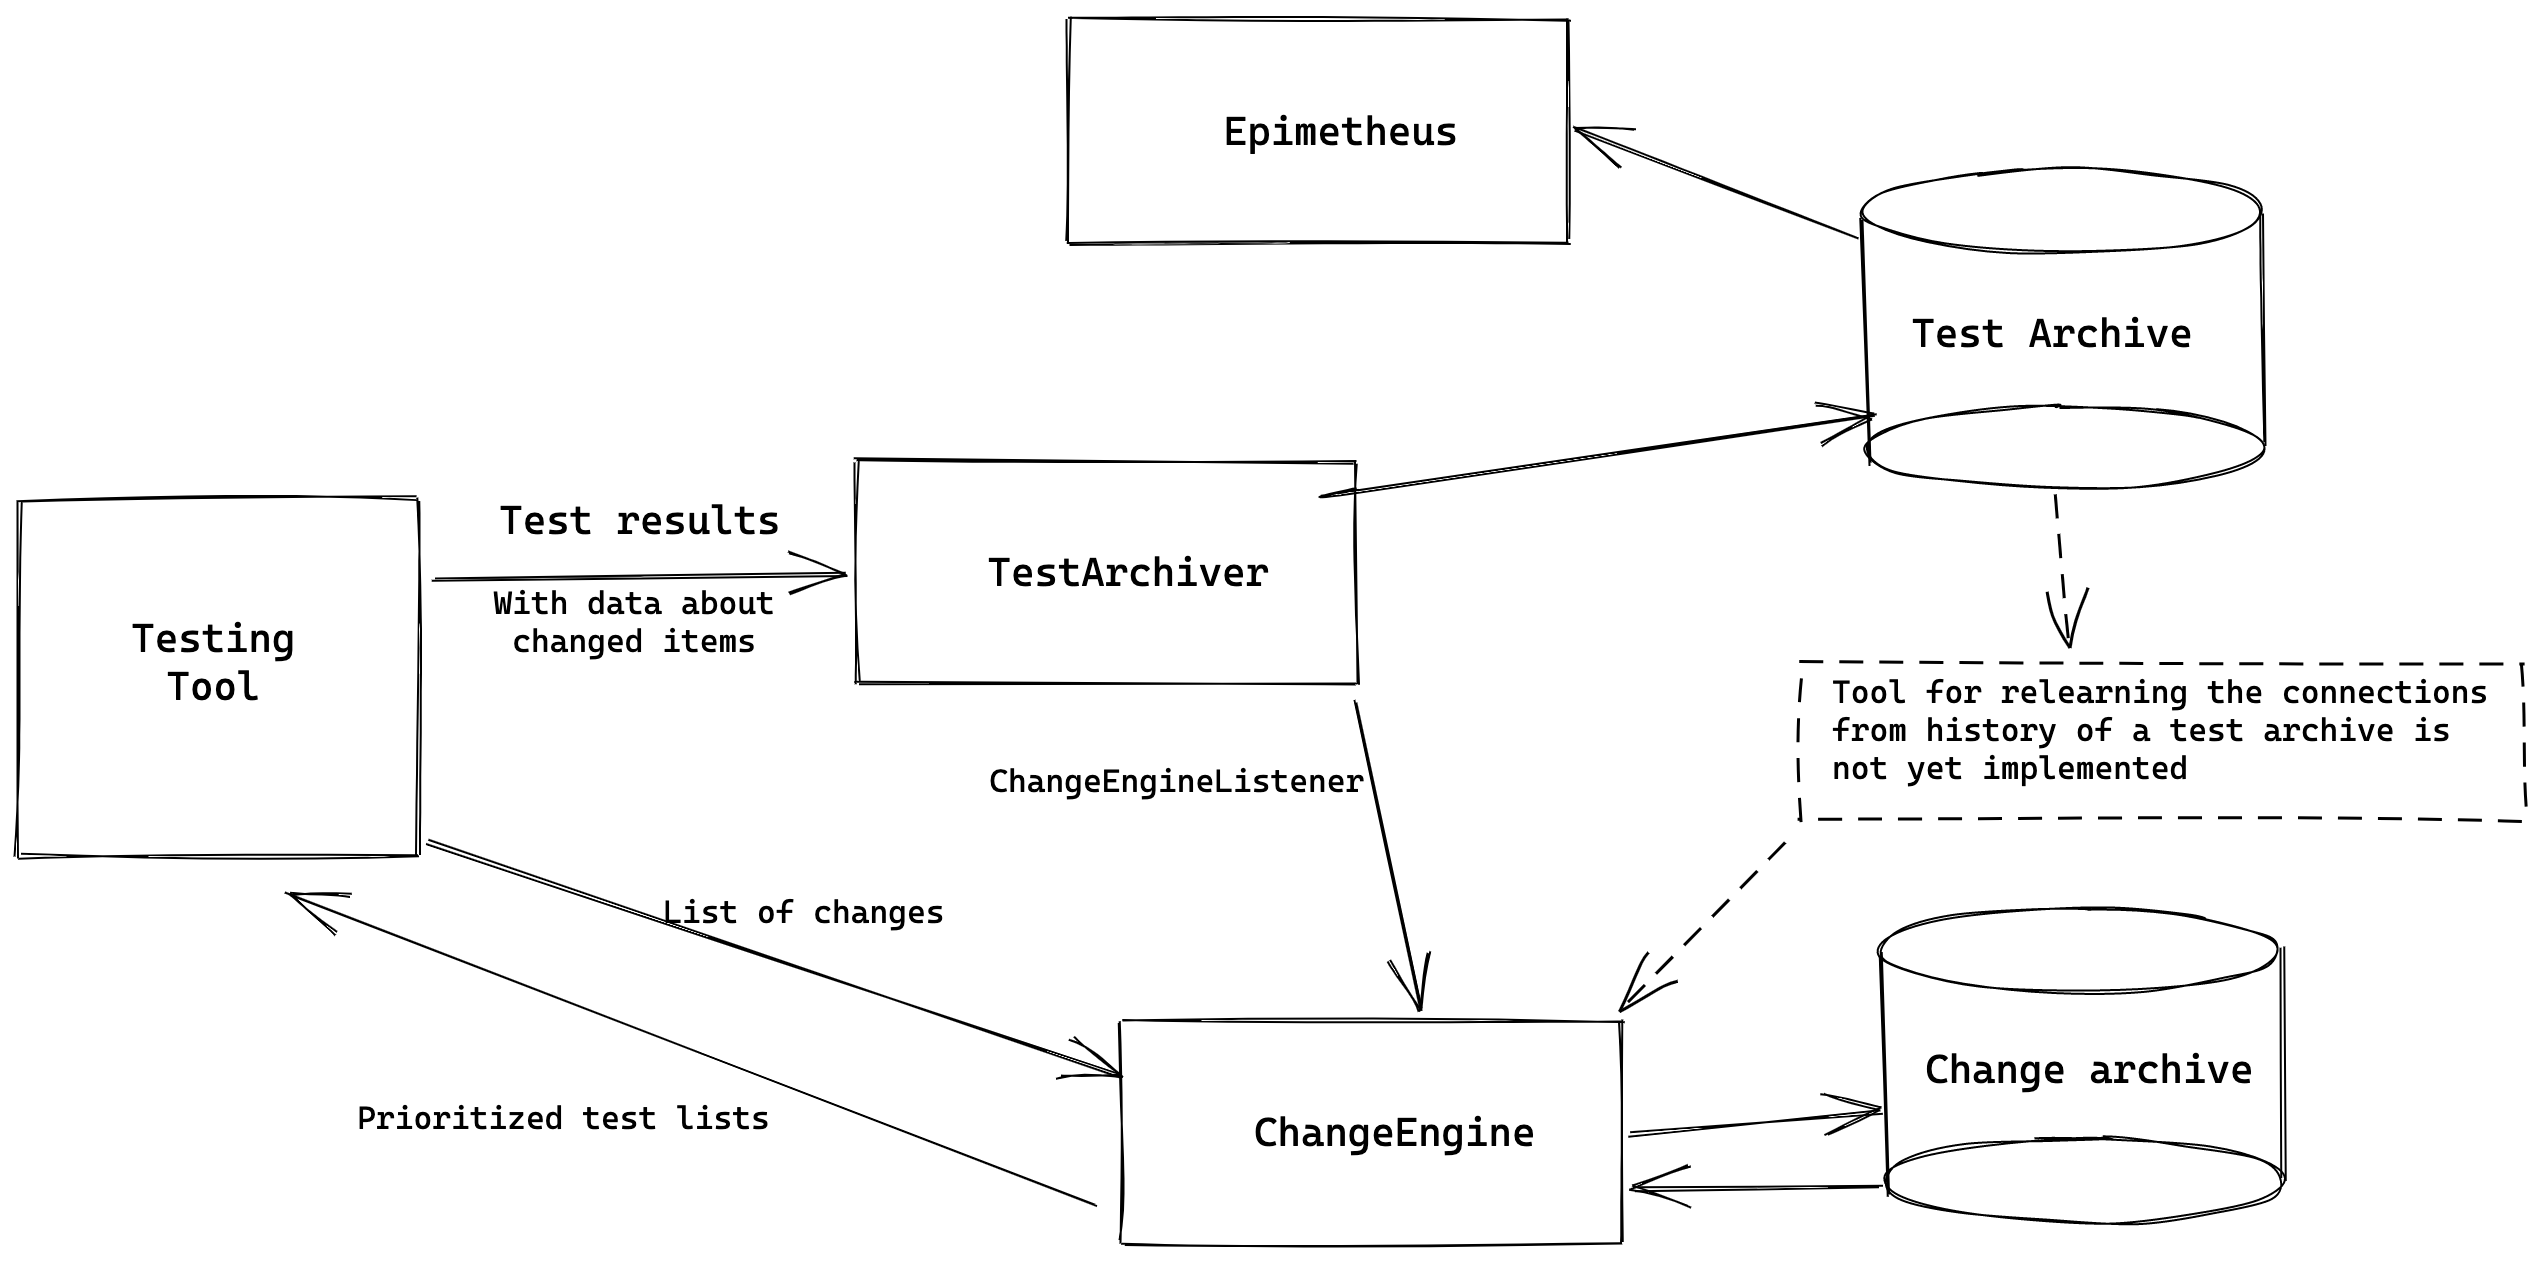 Epimetheus
Test Archive
Test results
With data about
changed items
TestArchiver
Testing
Tool
Tool for relearning the connections
from history of a test archive is
not yet implemented
ChangeEngineListener
List of changes
Change archive
Prioritized test lists
ChangeEngine